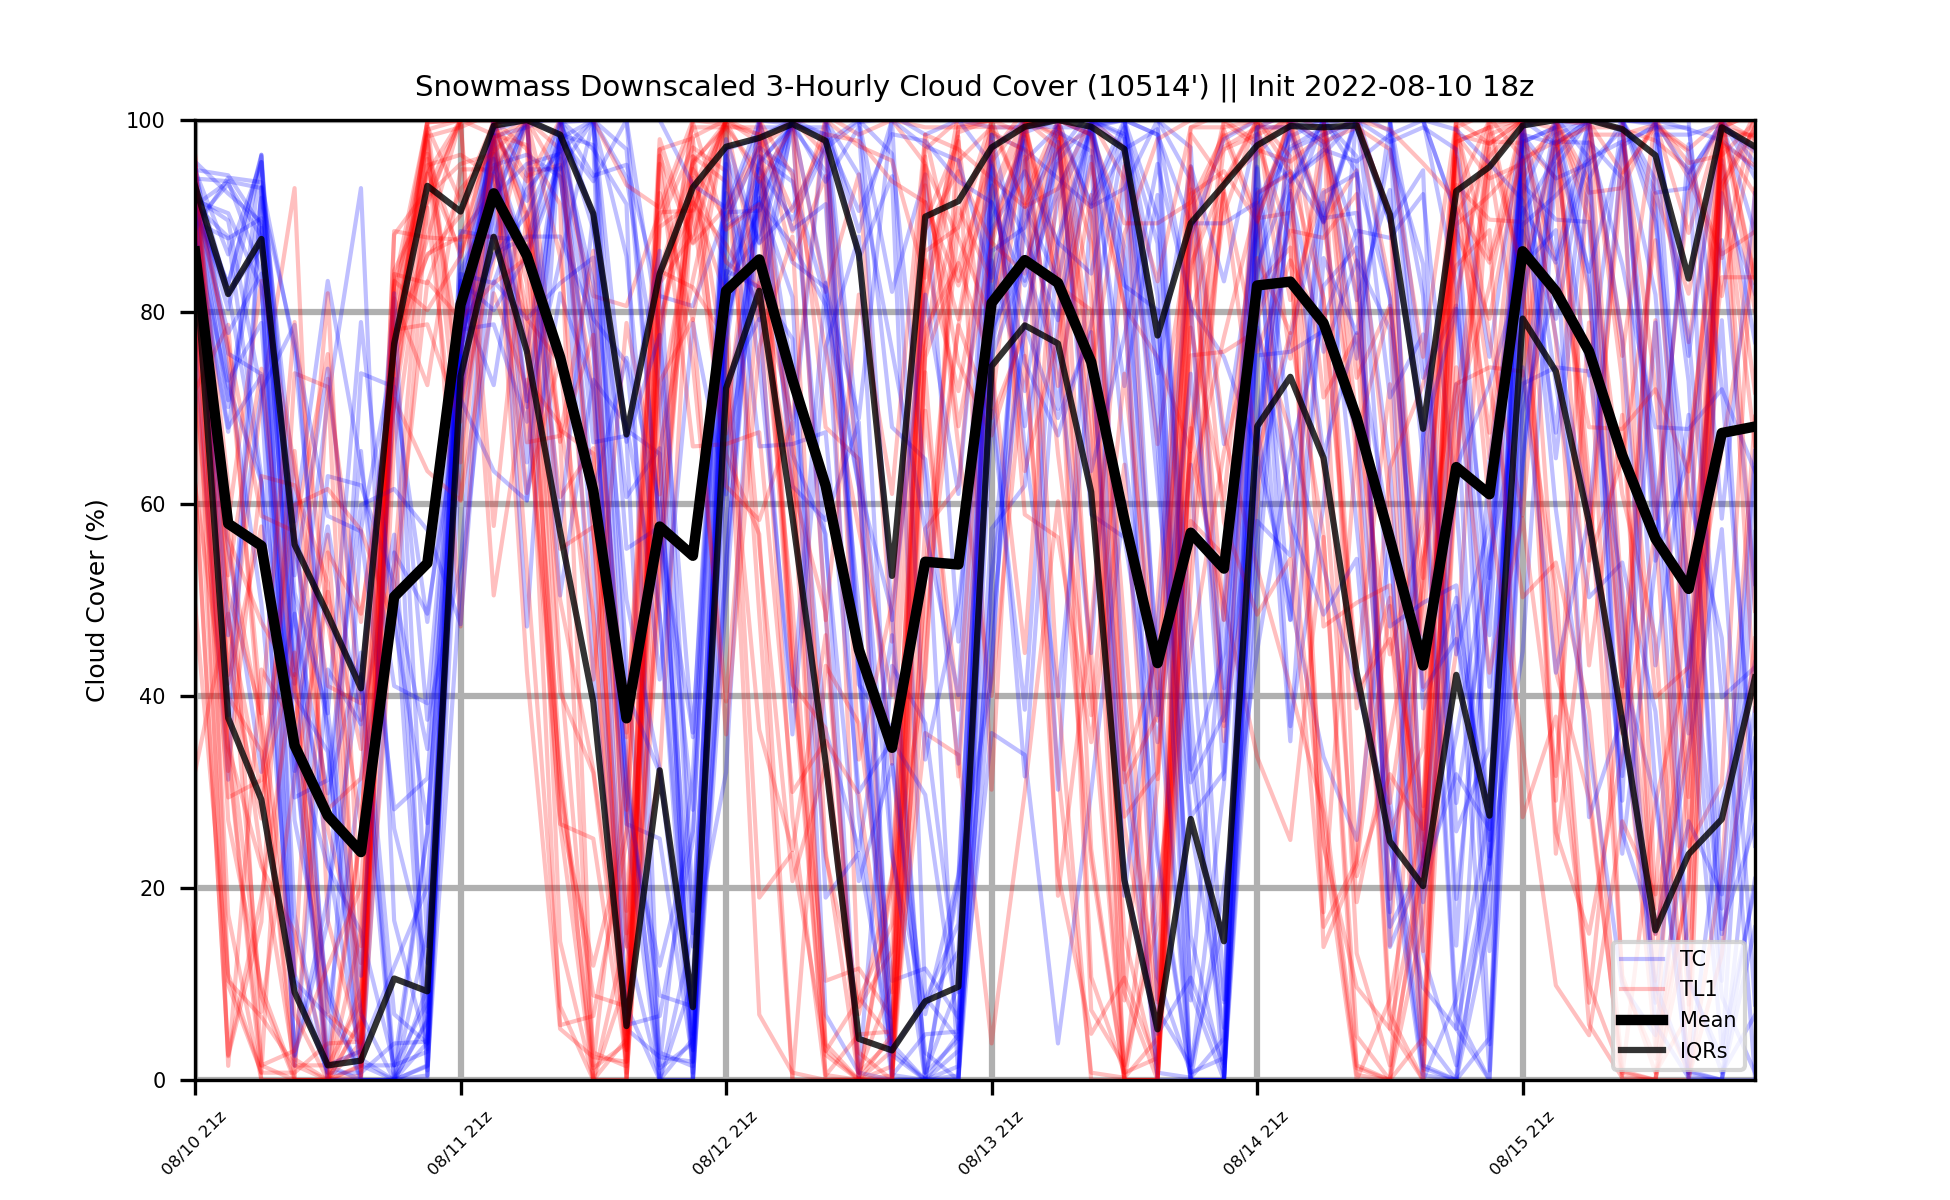 Snowmass Downscaled 3-Hourly Cloud Cover (10514') || Init 2022-08-10 18z
100
80
60
40
20
0
Cloud Cover (%)
08/10 21z
08/11 21z
08/12 21z
08/13 21z
08/14 21z
08/15 21z
TC
TL1
Mean
IQRs